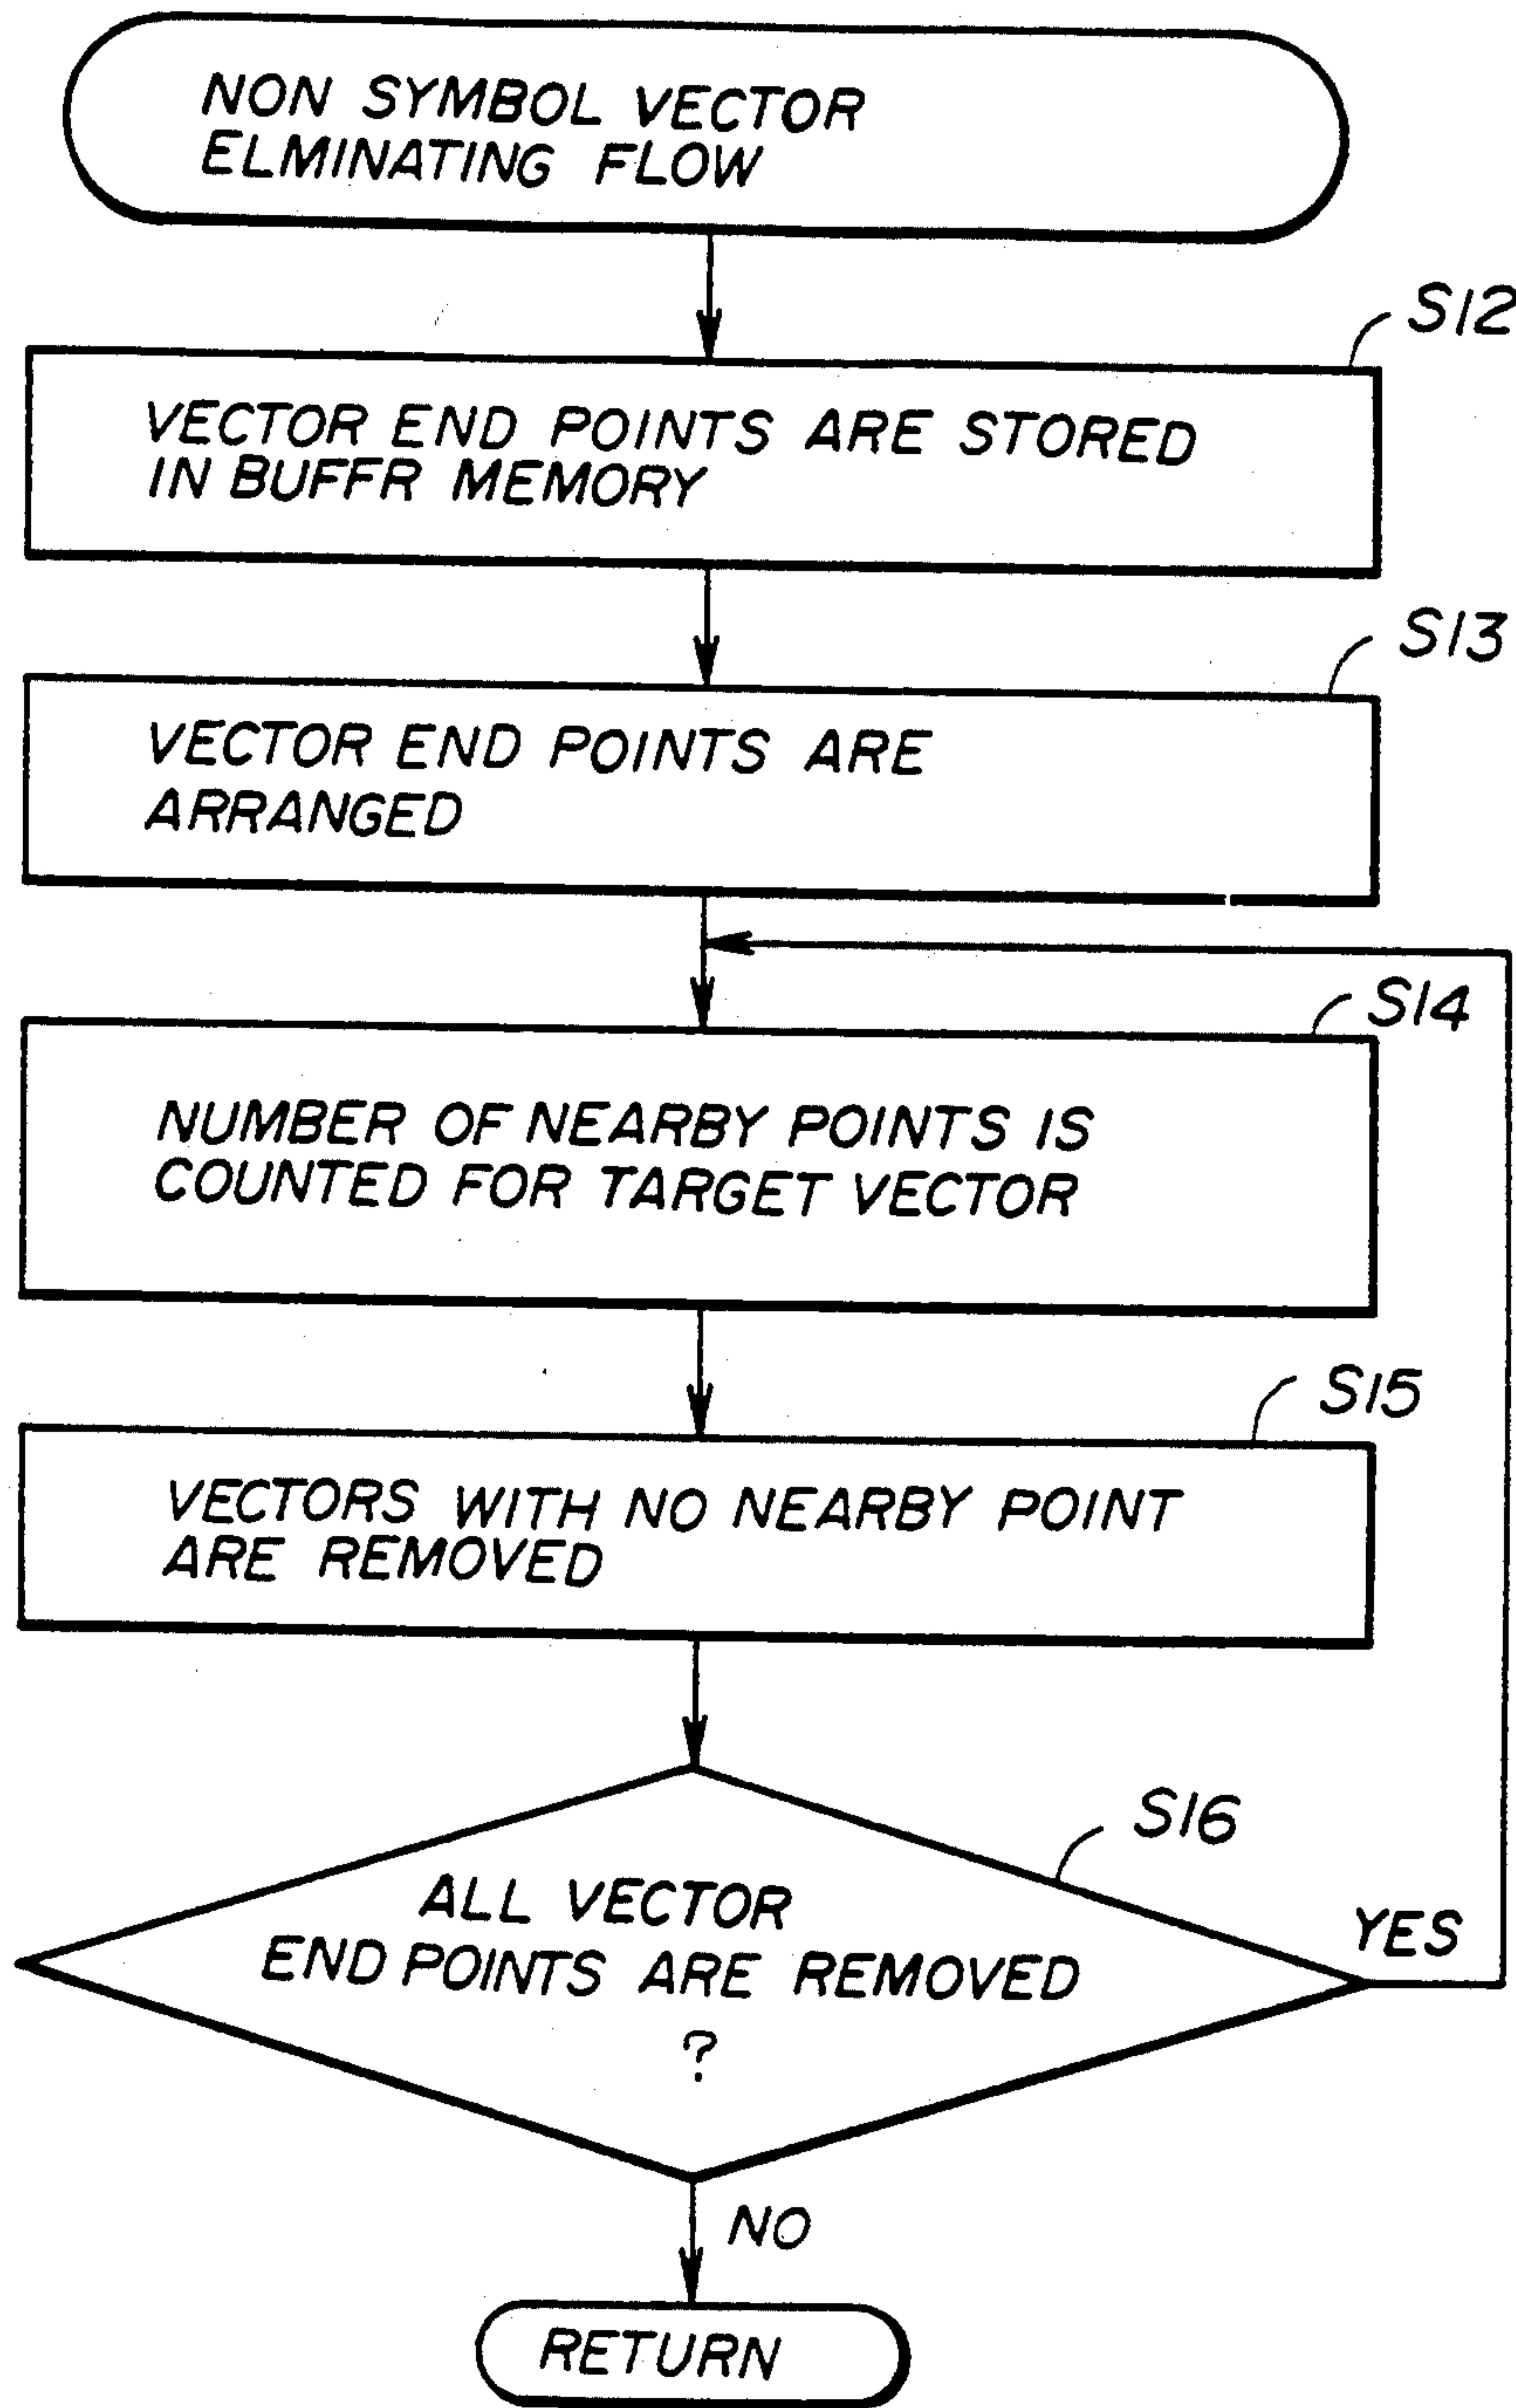 NON SYMBOL VECTOR
ELMINATING FLOW
S12
VECTOR END POINTS ARE STORED
IN BUFFR MEMORY
S13
VECTOR END POINTS ARE
ARRANGED
S14
NUMBER OF NEARBY POINTS IS
COUNTED FOR TARGET VECTOR
S15
VECTORS WITH NO NEARBY POINT
ARE REMOVED
S16
ALL VECTOR
END POINTS ARE REMOVED
?
YES
NO
RETURN